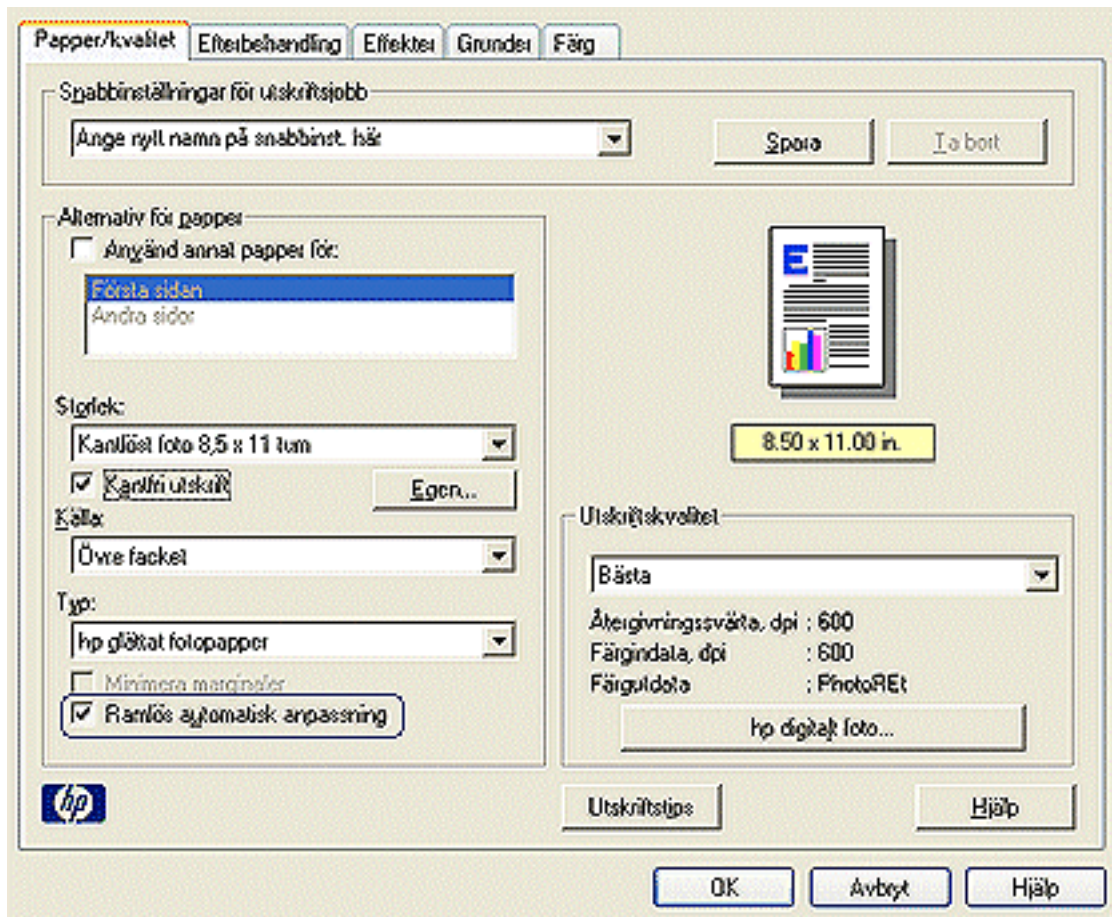 Papper/kvalitet Efterbehandling Effekter Grunder Färg
Snabbinställningar för utskriftsjobb
Ange nytt namn på snabbinst. här
Spara
Ta bort
Alternativ för papper
Använd annat papper för:
Första sidan
Andra sidor
E
Storlek:
Kantlöst foto 8,5 x 11 tum
8.50 x 11.00 in.
Kantfri utskrift
Egen...
Källa:
Övre facket
Typ:
hp glättat fotopapper
Minimera marginaler
Ramlös automatisk anpassning
Utskriftskvalitet
Bästa
Återgivningssvärta, dpi : 600
Färgindata, dpi : 600
Färgutdata : PhotoREt
hp digitalt foto...
hp
Utskriftstips
Hjälp
OK
Avbryt
Hjälp